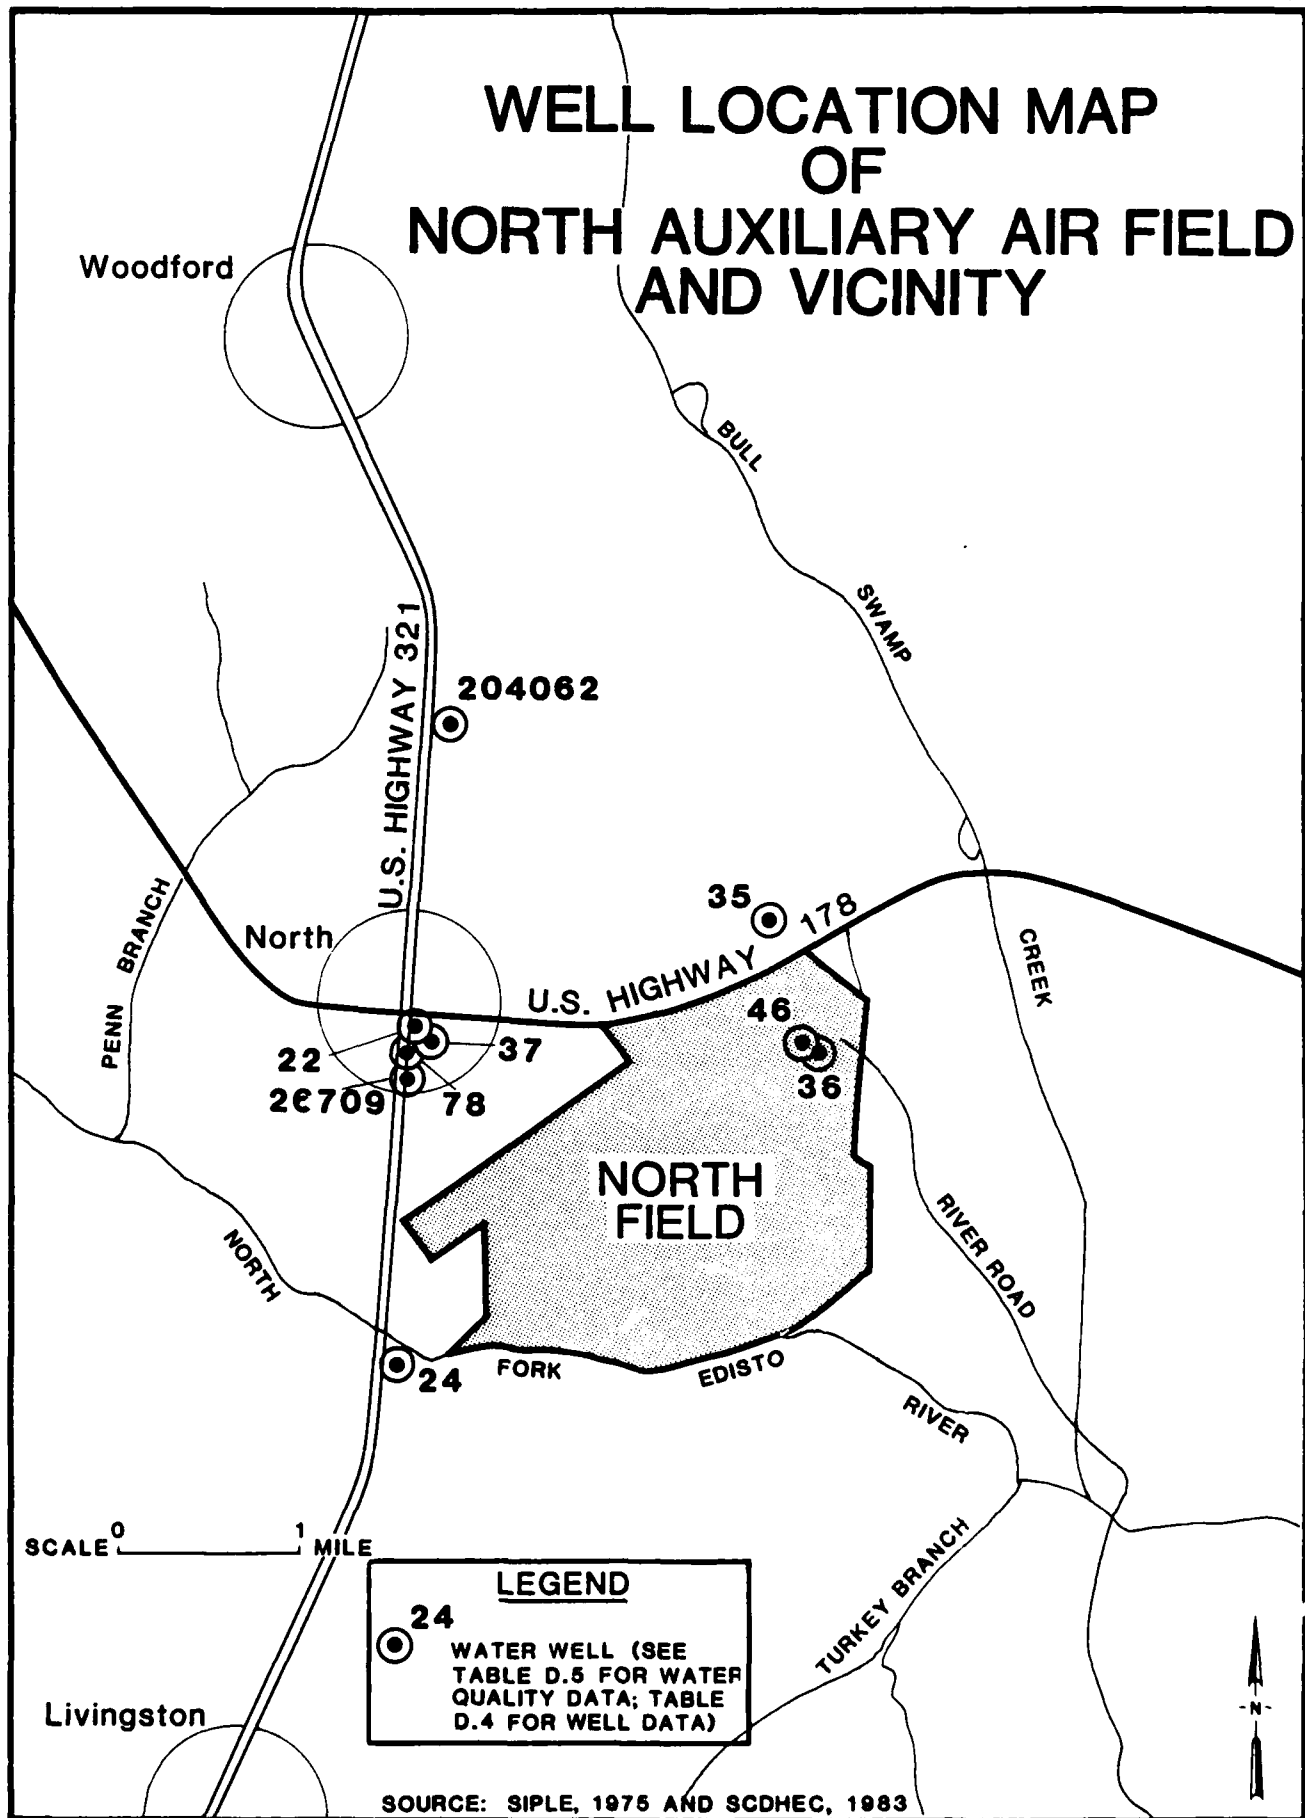 WELL LOCATION MAP
OF
NORTH AUXILIARY AIR FIELD
AND VICINITY
Woodford
BULL
SWAMP
CREEK
U.S. HIGHWAY 321
204062
PENN BRANCH
North
35
U.S. HIGHWAY 178
46
36
22
37
2€709
78
NORTH
FIELD
NORTH
FORK
EDISTO
RIVER
RIVER ROAD
24
TURKEY BRANCH
SCALE 0 1 MILE
LEGEND
24
WATER WELL (SEE
TABLE D.5 FOR WATER
QUALITY DATA; TABLE
D.4 FOR WELL DATA)
Livingston
-N-
SOURCE: SIPLE, 1975 AND SCDHEC, 1983